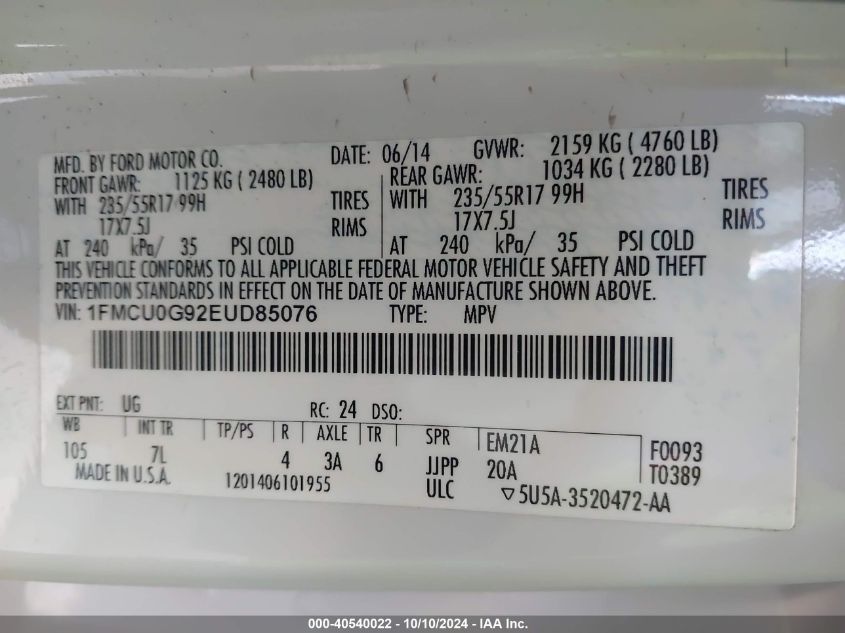 MFD. BY FORD MOTOR CO. DATE: 06/14 GVWR: 2159 KG ( 4760 LB)
FRONT GAWR: 1125 KG ( 2480 LB) REAR GAWR: 1034 KG ( 2280 LB)
WITH 235/55R17 99H TIRES WITH 235/55R17 99H TIRES
17X7.5J RIMS 17X7.5J RIMS
AT 240 kPa/ 35 PSI COLD AT 240 kPa/ 35 PSI COLD
THIS VEHICLE CONFORMS TO ALL APPLICABLE FEDERAL MOTOR VEHICLE SAFETY AND THEFT
PREVENTION STANDARDS IN EFFECT ON THE DATE OF MANUFACTURE SHOWN ABOVE.
VIN: 1FMCU0G92EUD85076 TYPE: MPV
EXT PNT: UG RC: 24 DSO:
WB INT TR TP/PS R AXLE TR SPR EM21A F0093
105 7L 4 3A 6 JJPP 20A T0389
MADE IN U.S.A. 1201406101955 ULC ▽5U5A-3520472-AA
000-40540022 - 10/10/2024 - IAA Inc.